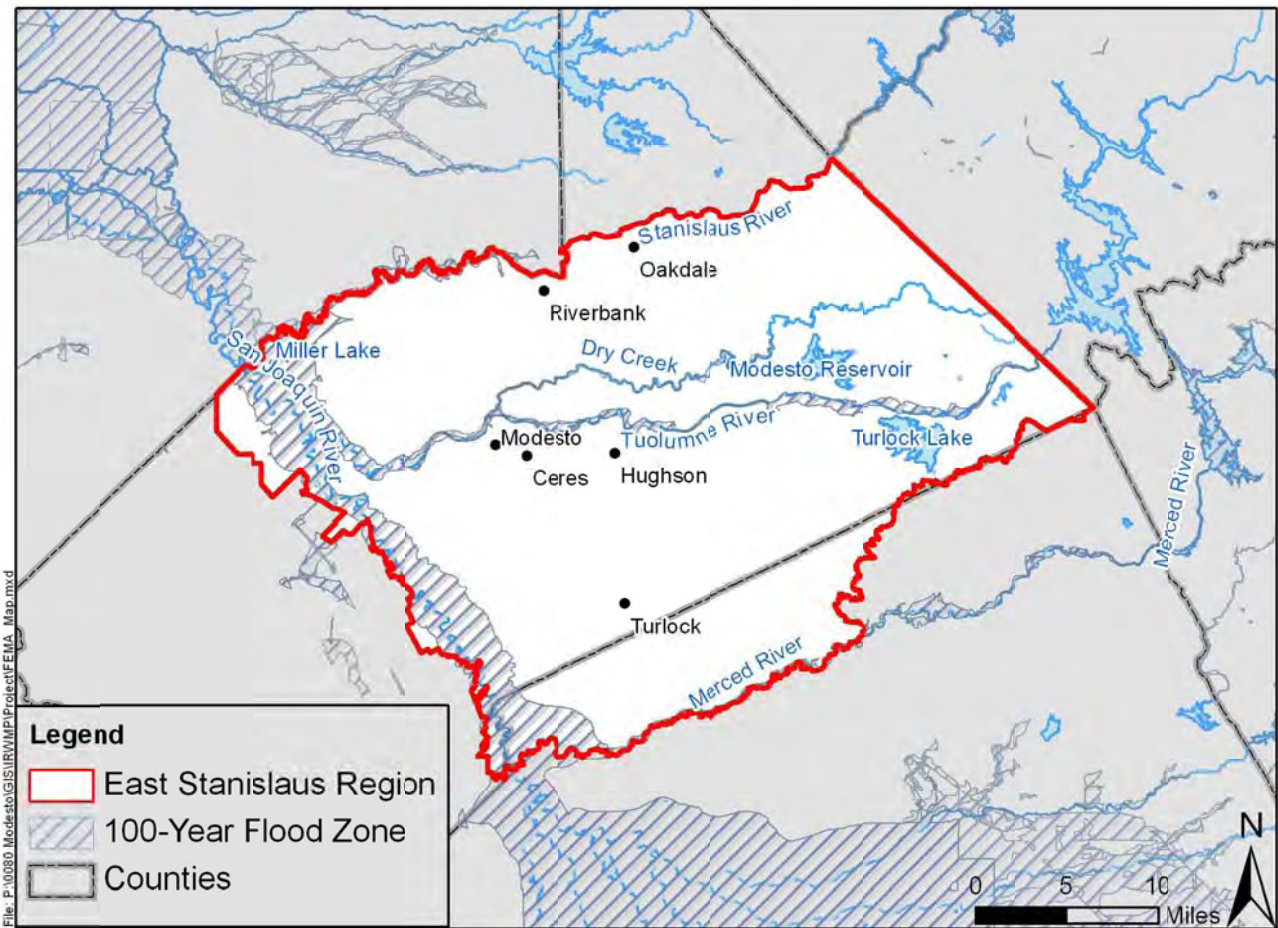 Stanislaus River
Oakdale
Riverbank
Miller Lake
San Joaquin River
Dry Creek
Modesto Reservoir
Modesto
Tuolumne River
Turlock Lake
Ceres
Hughson
Merced River
Turlock
Merced River
Legend
East Stanislaus Region
100-Year Flood Zone
Counties
N
0 5 10
Miles
File: P:\0080 Modesto\GIS\IRWMP\Project\FEMA_Map.mxd